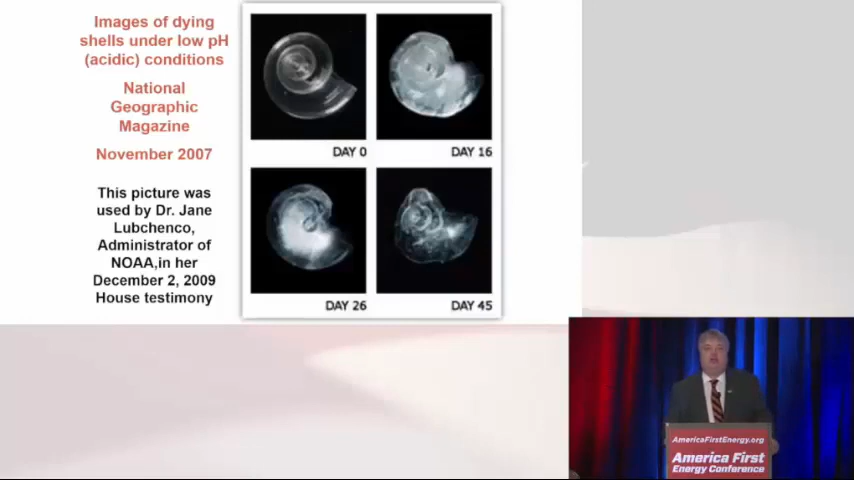 Images of dying
shells under low pH
(acidic) conditions
National
Geographic
Magazine
November 2007
This picture was
used by Dr. Jane
Lubchenco,
Administrator of
NOAA,in her
December 2, 2009
House testimony
DAY 0
DAY 16
DAY 26
DAY 45
AmericaFirstEnergy.org
America First
Energy Conference